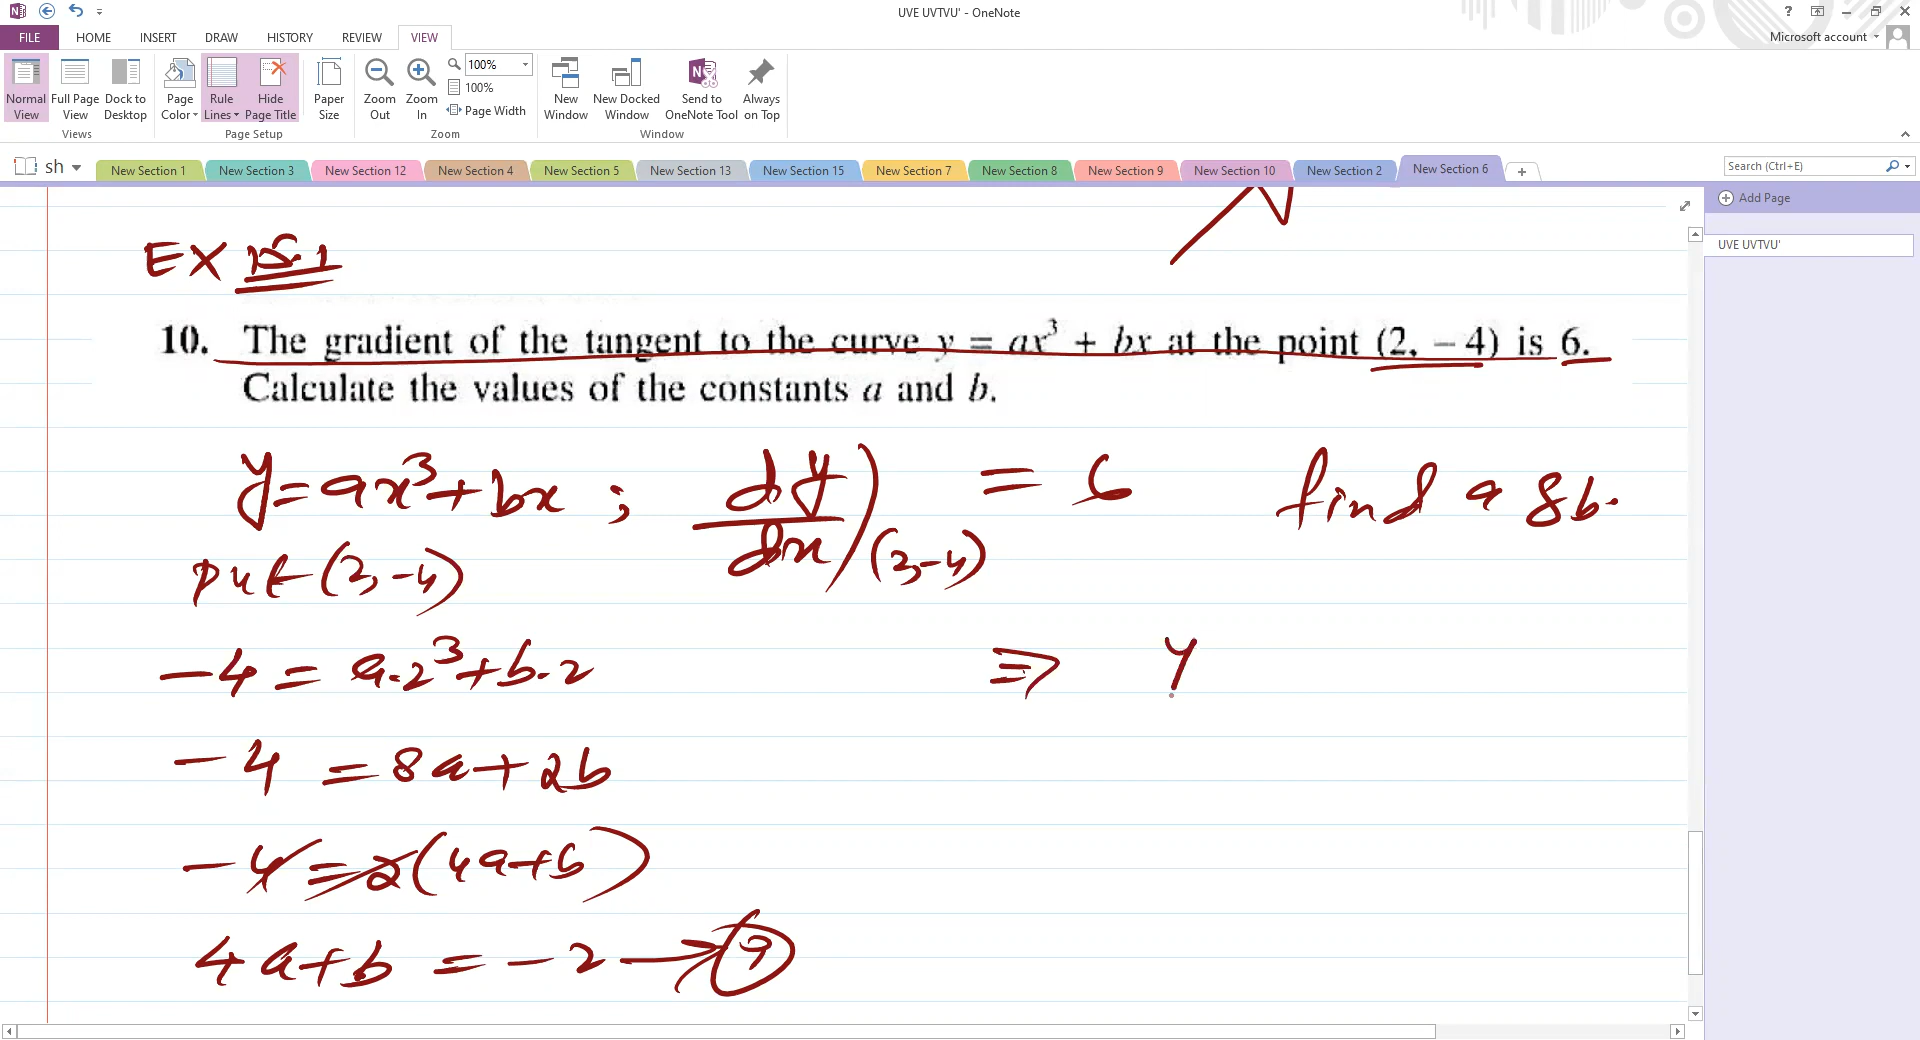 UVE UVTVU' - OneNote
?
FILE HOME INSERT DRAW HISTORY REVIEW VIEW
Microsoft account
Normal View
Full Page View
Dock to Desktop
Views
Page Color
Rule Lines
Hide Page Title
Paper Size
Page Setup
Zoom Out
Zoom In
100%
100%
Page Width
Zoom
New Window
New Docked Window
Send to OneNote Tool
Always on Top
Window
sh
New Section 1 New Section 3 New Section 12 New Section 4 New Section 5 New Section 13 New Section 15 New Section 7 New Section 8 New Section 9 New Section 10 New Section 2 New Section 6
Search (Ctrl+E)
Add Page
UVE UVTVU'
EX 15.1
10. The gradient of the tangent to the curve y = ax³ + bx at the point (2, – 4) is 6.
Calculate the values of the constants a and b.
y = ax³ + bx ; dy/dx)(2,-4) = 6 find a & b.
put (2, -4)
-4 = a.2³ + b.2 ⇒ y
-4 = 8a + 2b
-4 = 2(4a+b)
4a+b = -2 →